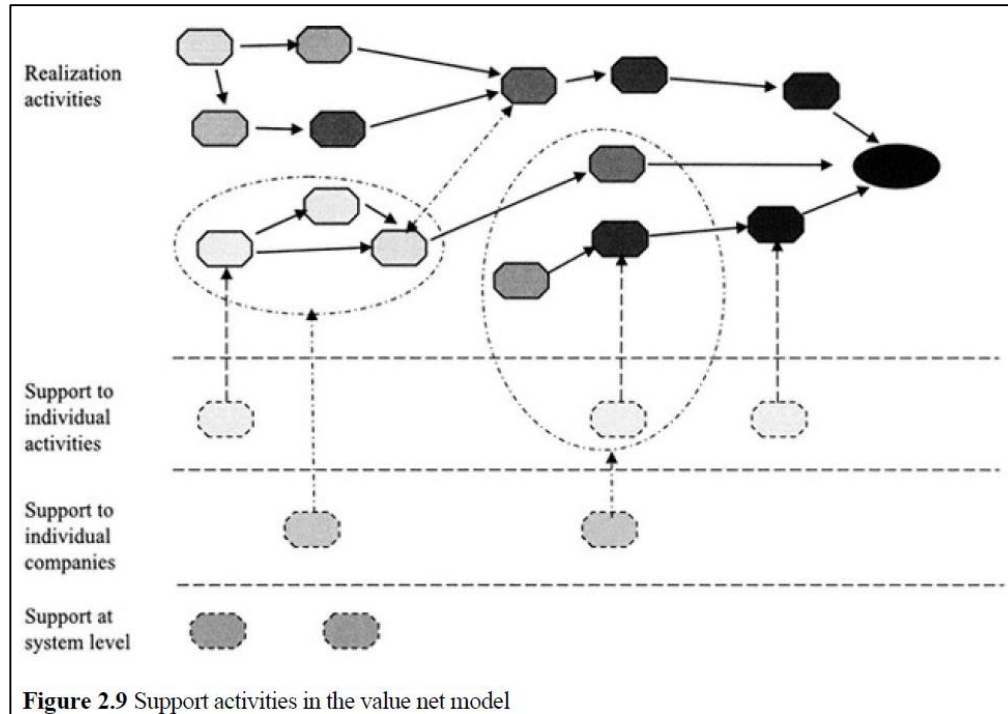 Realization
activities
Support to
individual
activities
Support to
individual
companies
Support at
system level
Figure 2.9 Support activities in the value net model